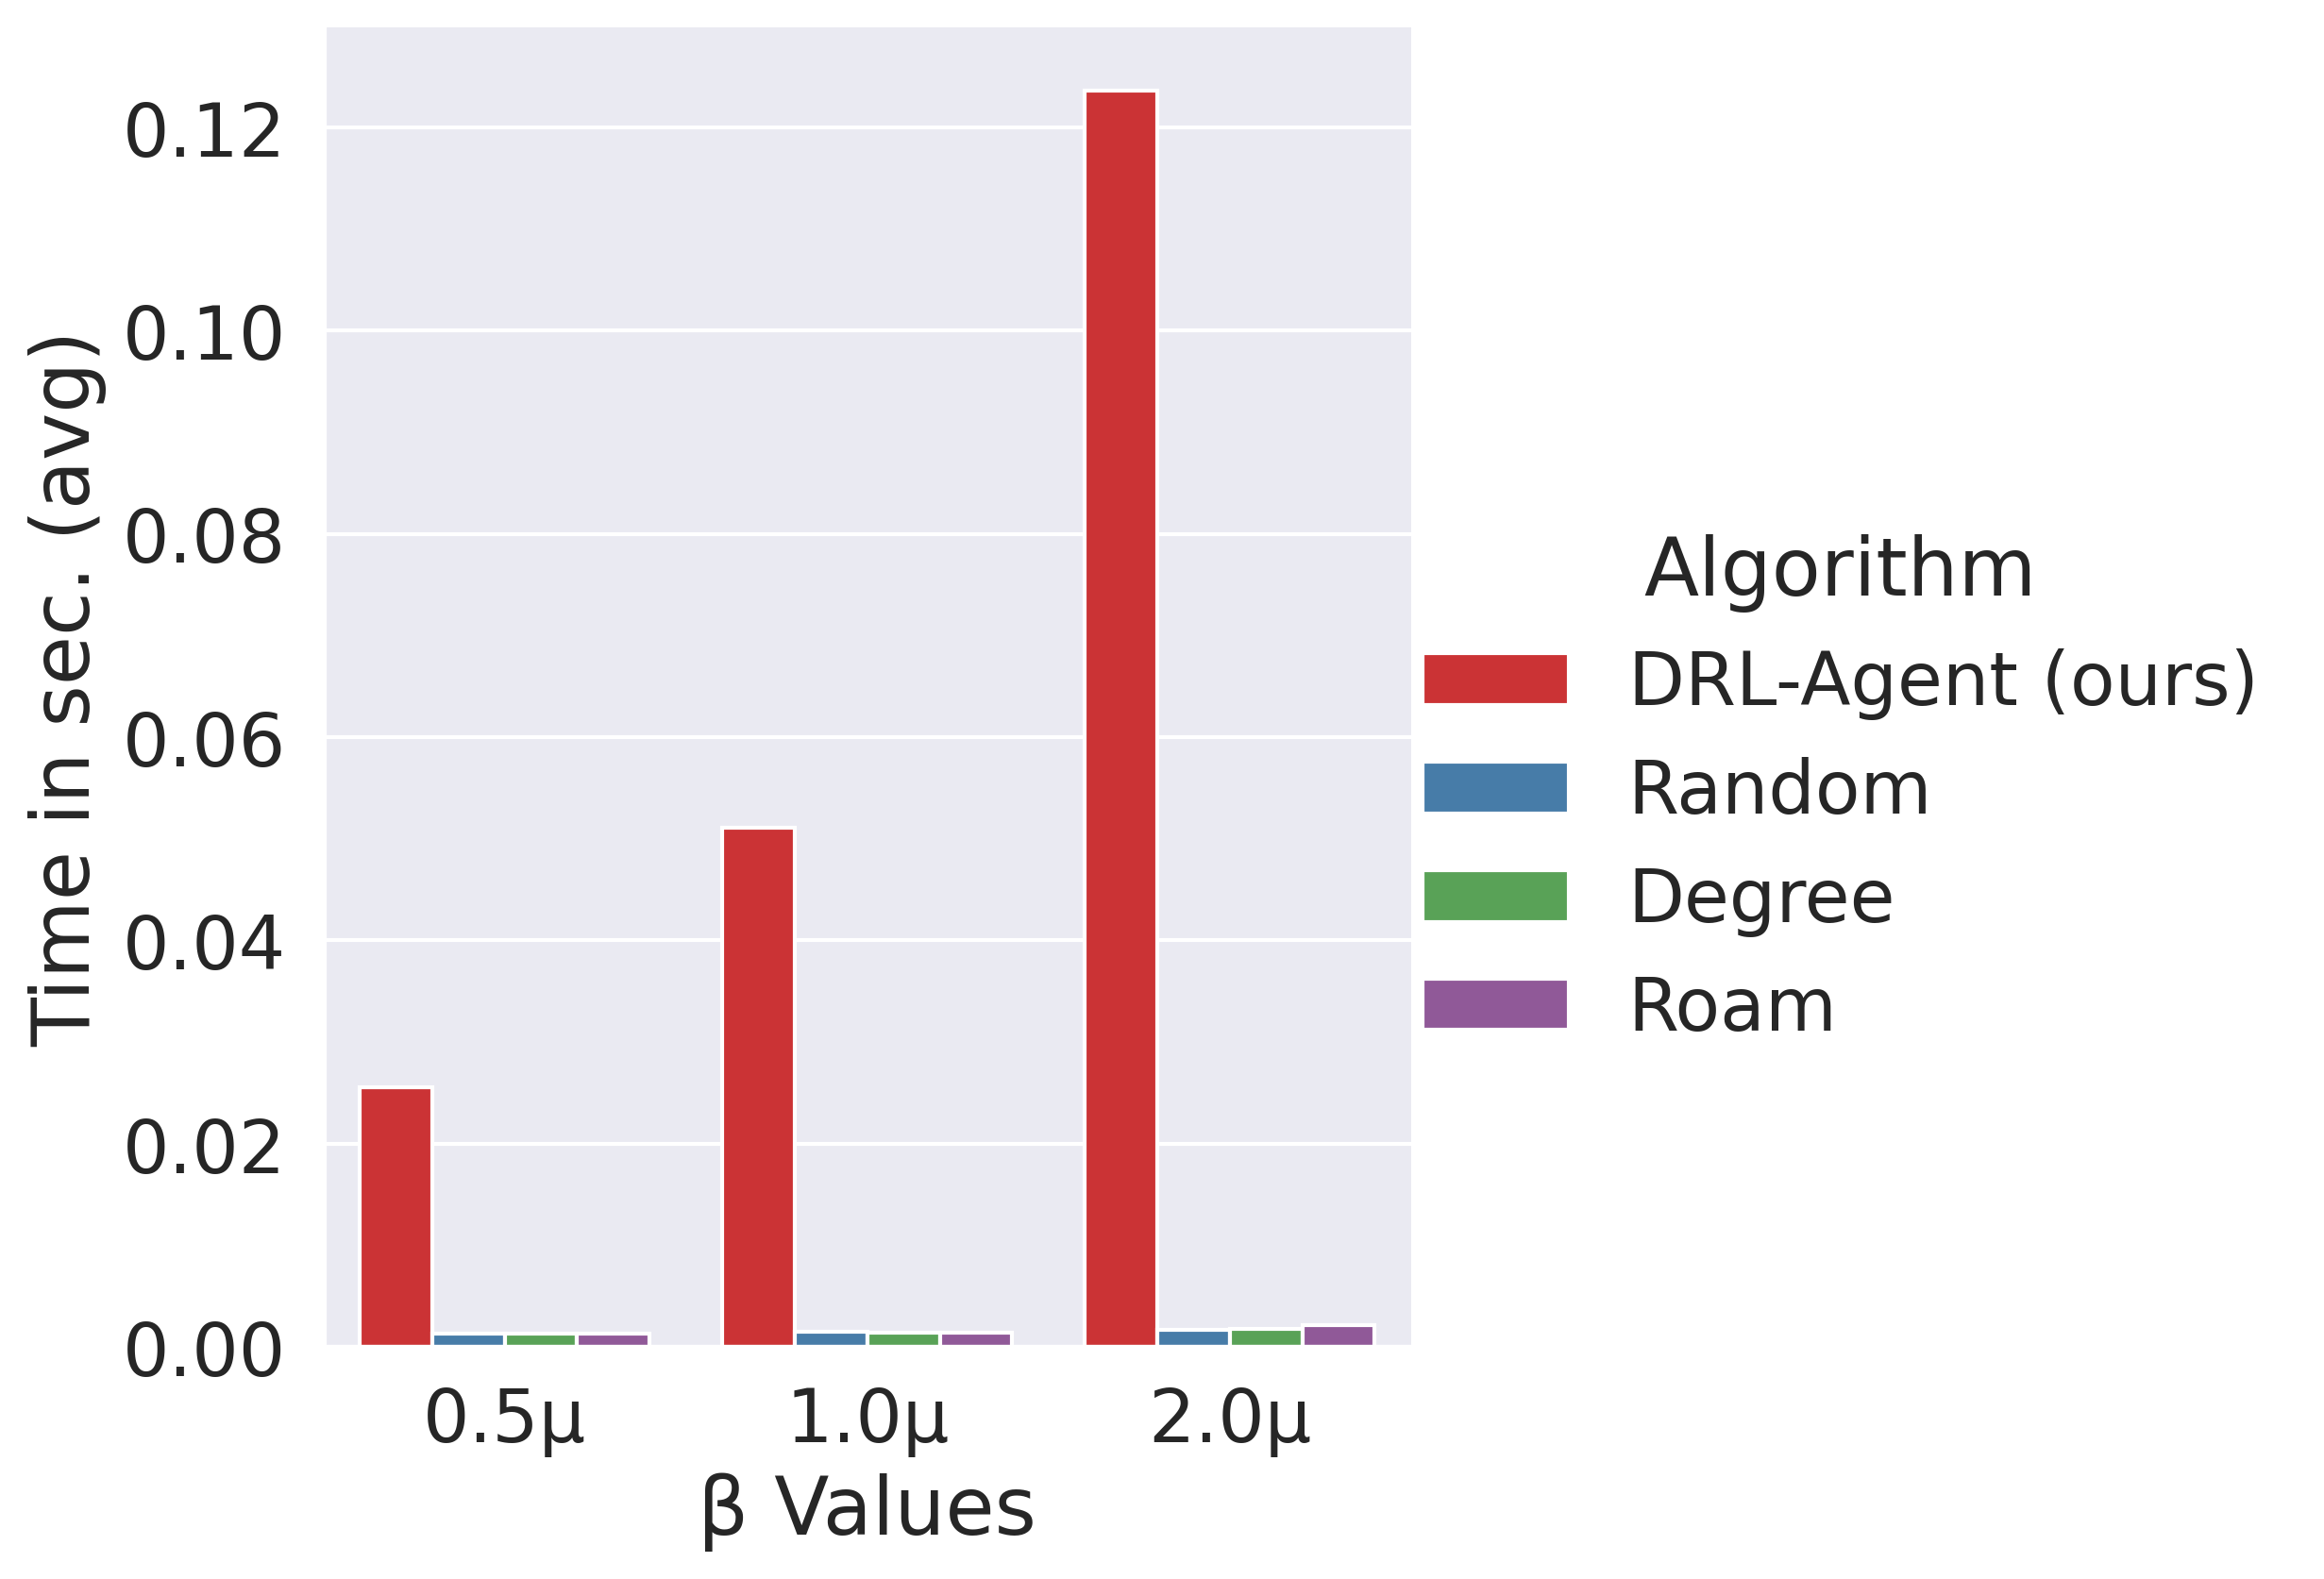 Time in sec. (avg)
0.12
0.10
0.08
0.06
0.04
0.02
0.00
0.5μ 1.0μ 2.0μ
β Values
Algorithm
DRL-Agent (ours)
Random
Degree
Roam